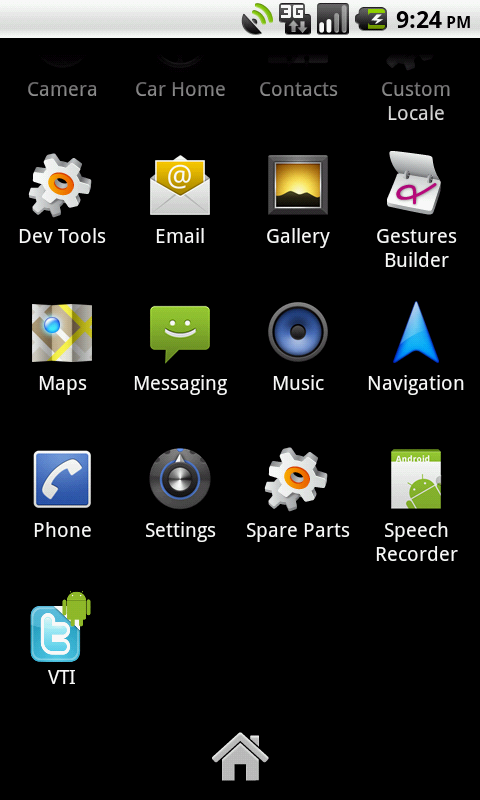 3G 9:24 PM
Camera Car Home Contacts Custom
Locale
Dev Tools Email Gallery Gestures
Builder
Maps Messaging Music Navigation
Android
Phone Settings Spare Parts Speech
Recorder
VTI